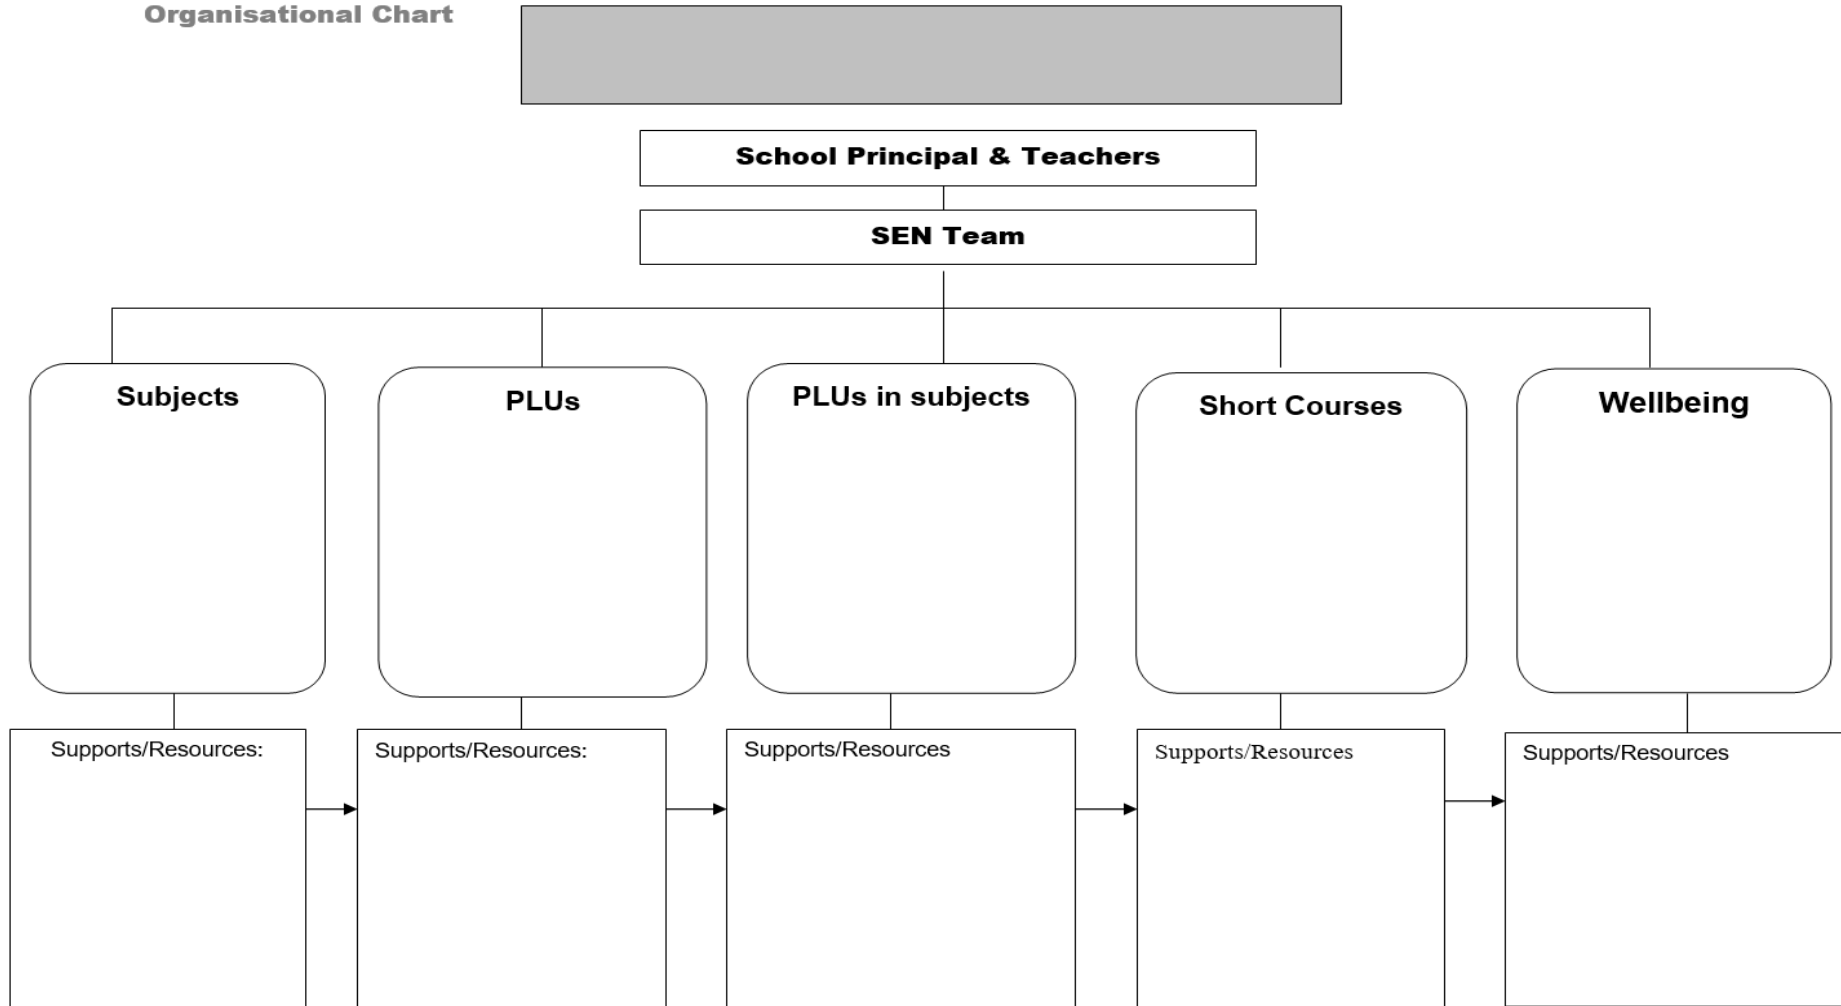 Organisational Chart
School Principal & Teachers
SEN Team
Subjects
PLUs
PLUs in subjects
Short Courses
Wellbeing
Supports/Resources:
Supports/Resources:
Supports/Resources
Supports/Resources
Supports/Resources